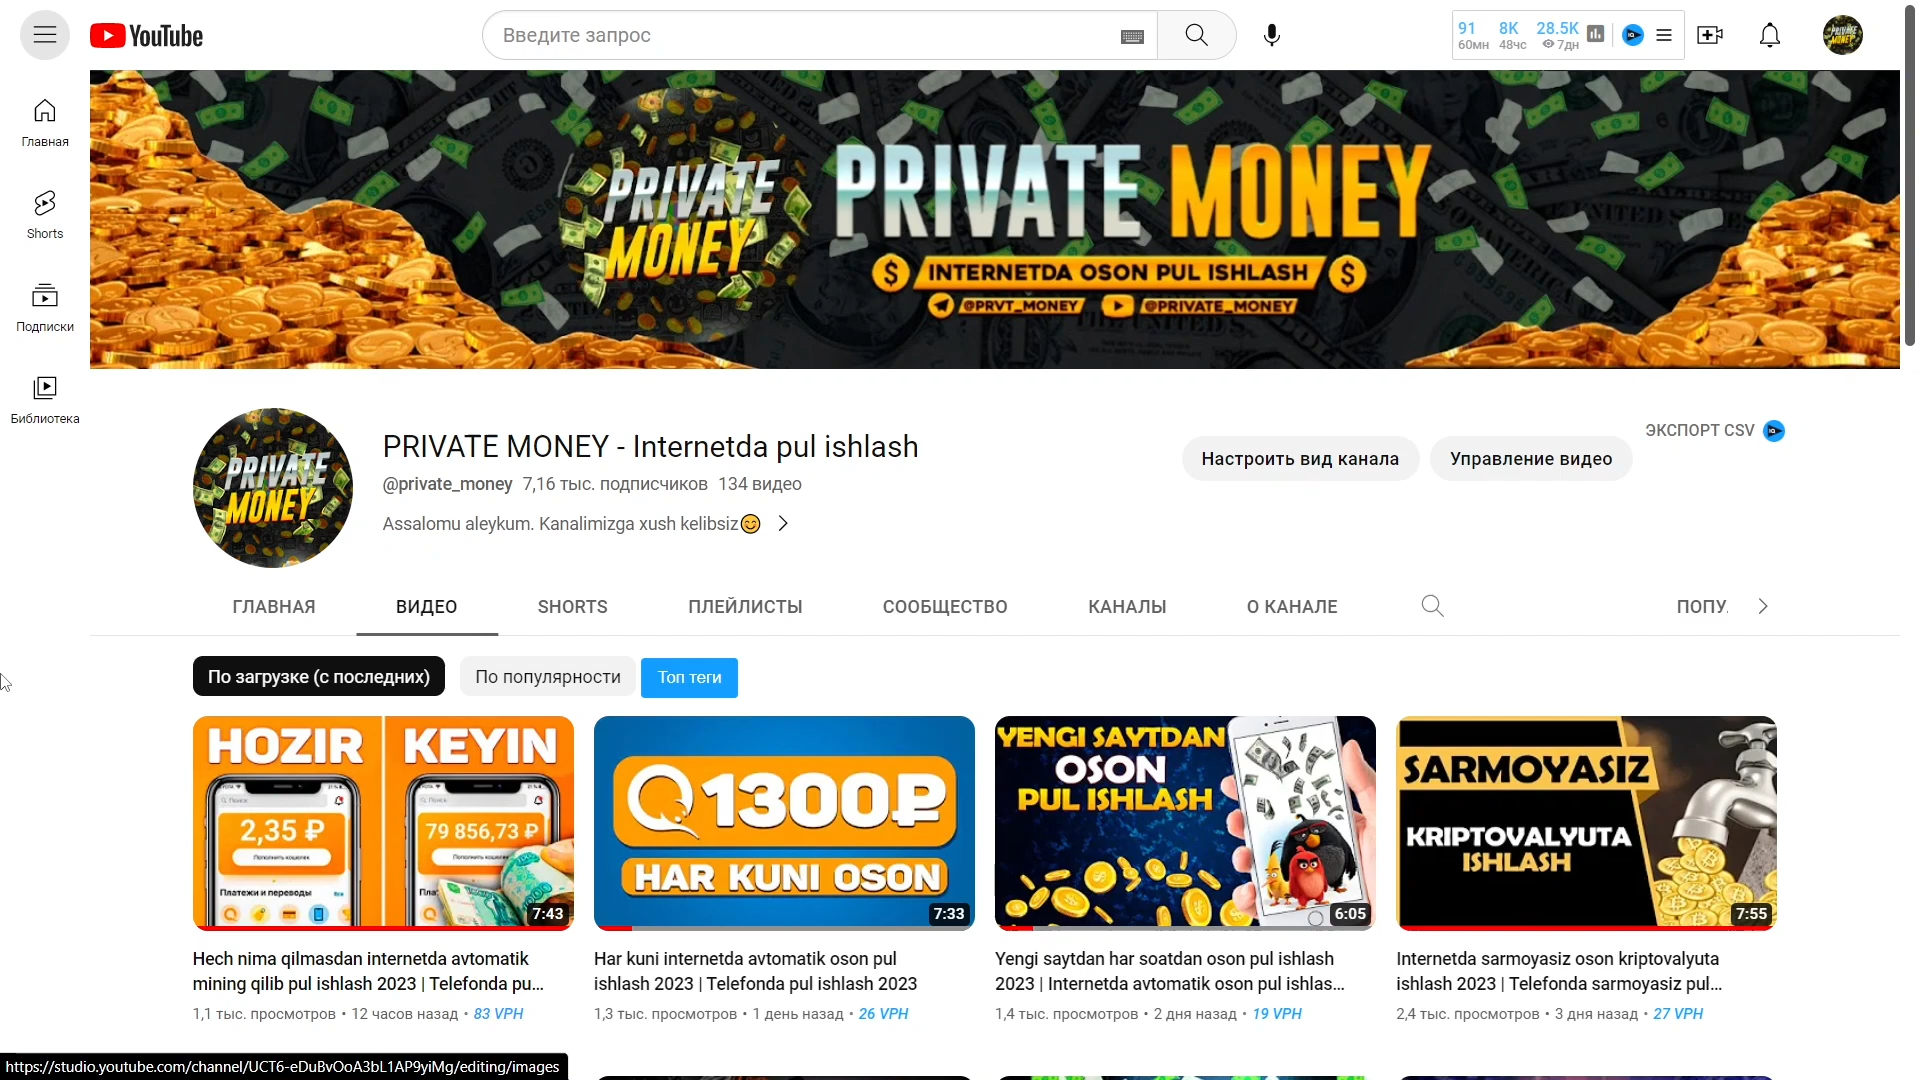 YouTube
Введите запрос
91 8K 28.5K
60мн 48чс 7дн
Главная
Shorts
Подписки
Библиотека
PRIVATE MONEY
PRIVATE MONEY
INTERNETDA OSON PUL ISHLASH
@PRVT_MONEY @PRIVATE_MONEY
PRIVATE MONEY
PRIVATE MONEY - Internetda pul ishlash
@private_money 7,16 тыс. подписчиков 134 видео
Assalomu aleykum. Kanalimizga xush kelibsiz😊
Настроить вид канала
Управление видео
ЭКСПОРТ CSV
ГЛАВНАЯ ВИДЕО SHORTS ПЛЕЙЛИСТЫ СООБЩЕСТВО КАНАЛЫ О КАНАЛЕ ПОПУ
По загрузке (с последних) По популярности Топ теги
HOZIR KEYIN
2,35 ₽
79 856,73 ₽
Платежи и переводы
7:43
1300₽
HAR KUNI OSON
7:33
YENGI SAYTDAN
OSON
PUL ISHLASH
6:05
SARMOYASIZ
KRIPTOVALYUTA
ISHLASH
7:55
Hech nima qilmasdan internetda avtomatik
mining qilib pul ishlash 2023 | Telefonda pu...
1,1 тыс. просмотров • 12 часов назад • 83 VPH
Har kuni internetda avtomatik oson pul
ishlash 2023 | Telefonda pul ishlash 2023
1,3 тыс. просмотров • 1 день назад • 26 VPH
Yengi saytdan har soatdan oson pul ishlash
2023 | Internetda avtomatik oson pul ishlas...
1,4 тыс. просмотров • 2 дня назад • 19 VPH
Internetda sarmoyasiz oson kriptovalyuta
ishlash 2023 | Telefonda sarmoyasiz pul...
2,4 тыс. просмотров • 3 дня назад • 27 VPH
https://studio.youtube.com/channel/UCT6-eDuBvOoA3bL1AP9yiMg/editing/images